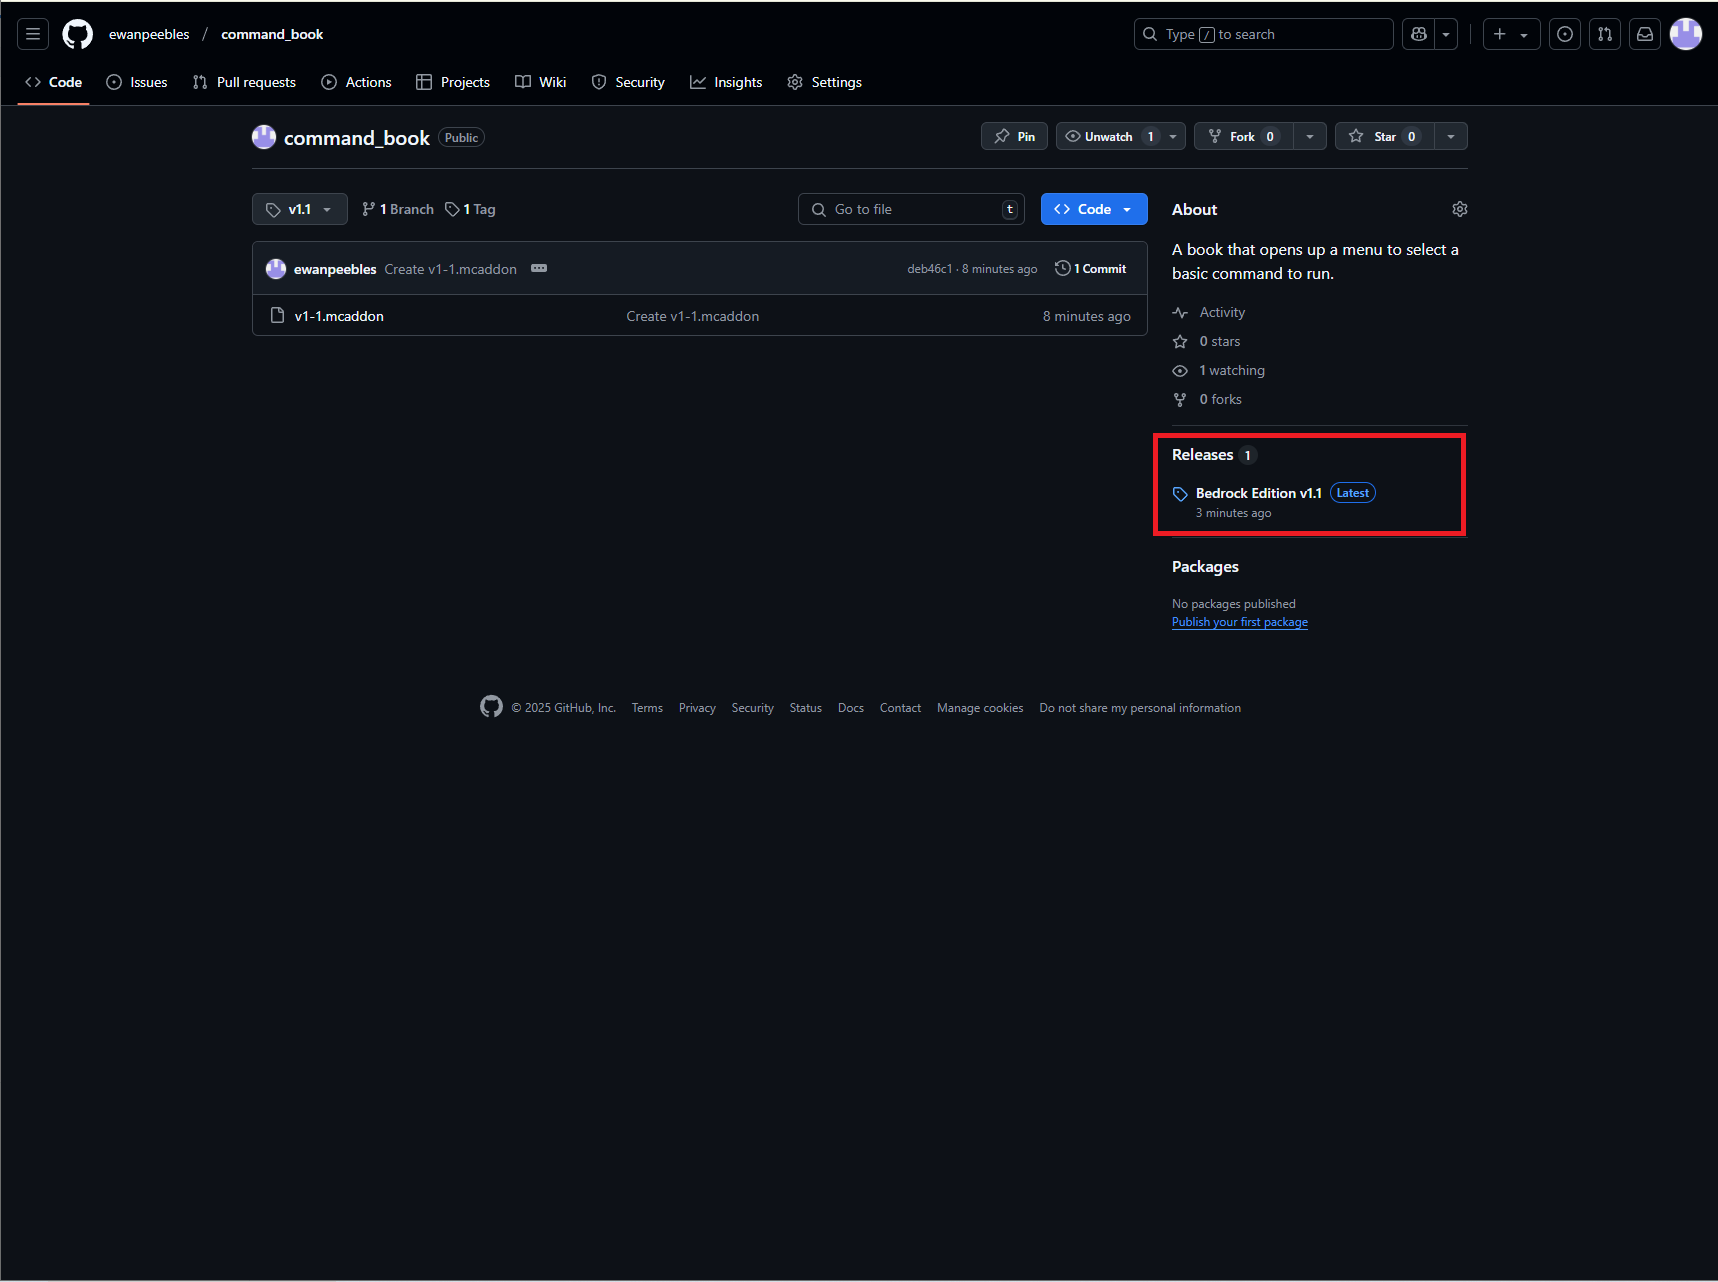 ewanpeebles / command_book
Type / to search
Code Issues Pull requests Actions Projects Wiki Security Insights Settings
command_book Public
Pin Unwatch 1 Fork 0 Star 0
v1.1 1 Branch 1 Tag Go to file t Code
ewanpeebles Create v1-1.mcaddon deb46c1 · 8 minutes ago 1 Commit
v1-1.mcaddon Create v1-1.mcaddon 8 minutes ago
About
A book that opens up a menu to select a
basic command to run.
Activity
0 stars
1 watching
0 forks
Releases 1
Bedrock Edition v1.1 Latest
3 minutes ago
Packages
No packages published
Publish your first package
© 2025 GitHub, Inc. Terms Privacy Security Status Docs Contact Manage cookies Do not share my personal information